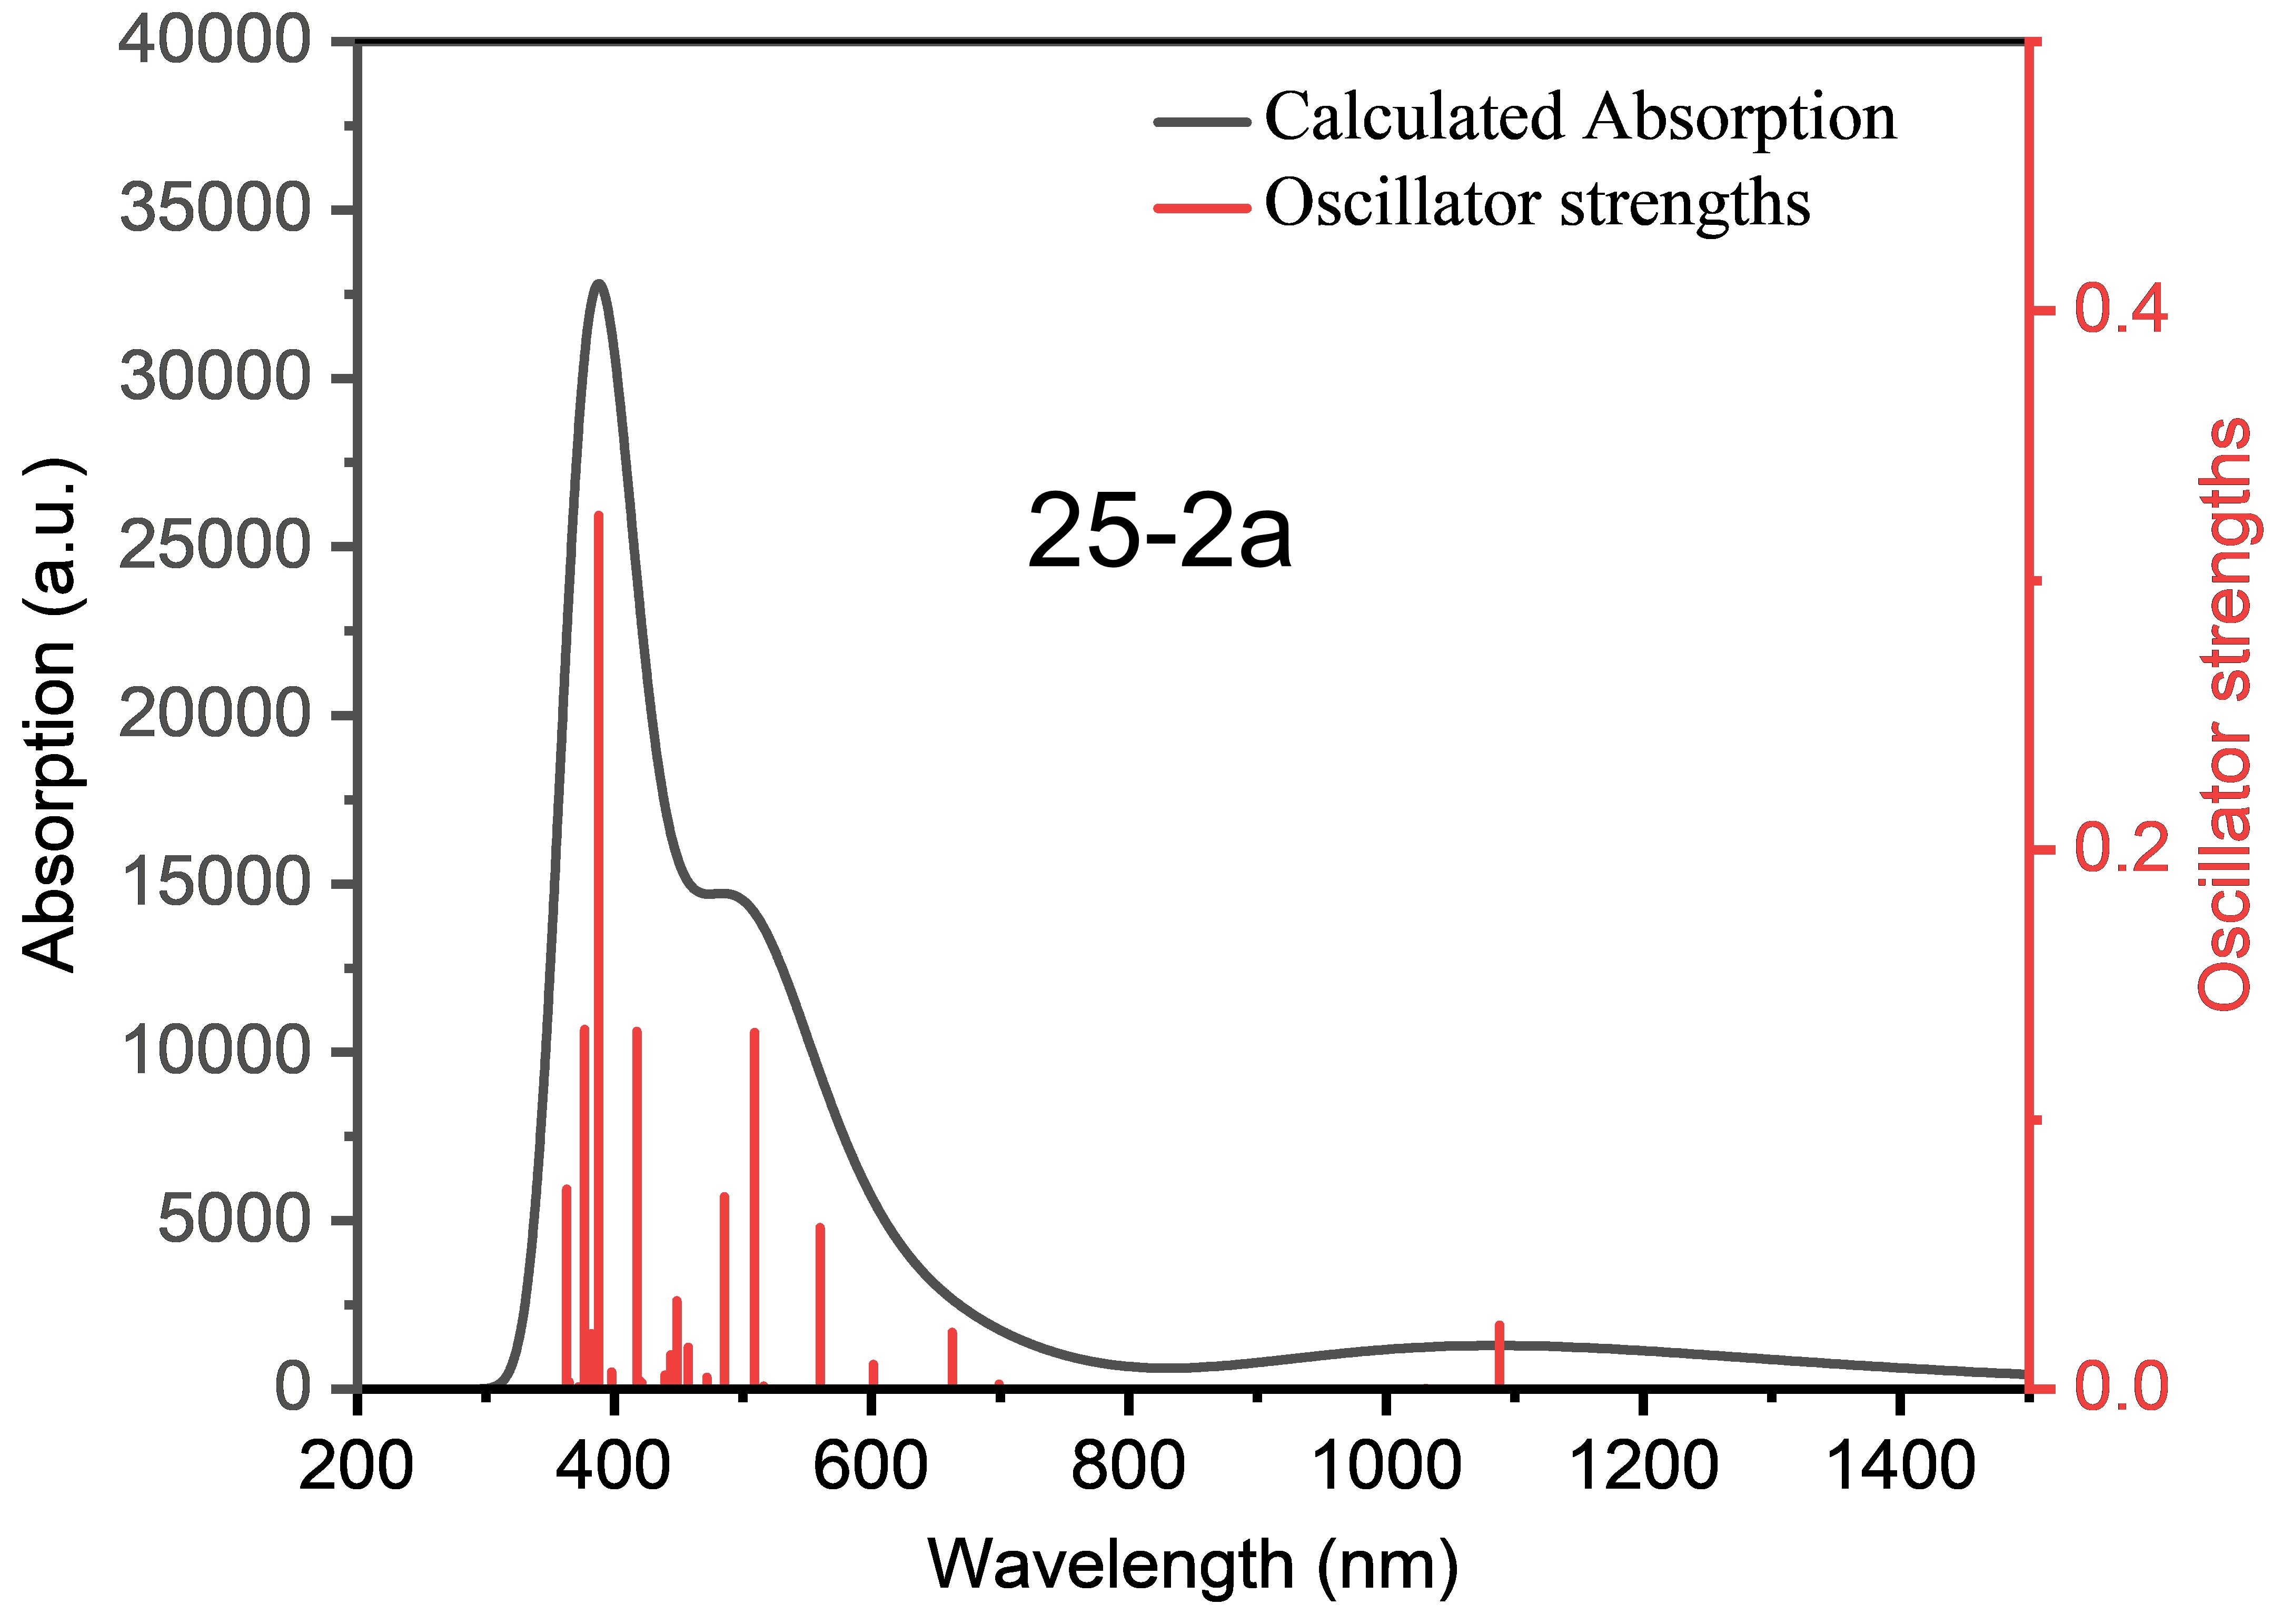 Calculated Absorption
Oscillator strengths
25-2a
Absorption (a.u.)
40000
35000
30000
25000
20000
15000
10000
5000
0
0.4
0.2
0.0
Oscillator strengths
200 400 600 800 1000 1200 1400
Wavelength (nm)